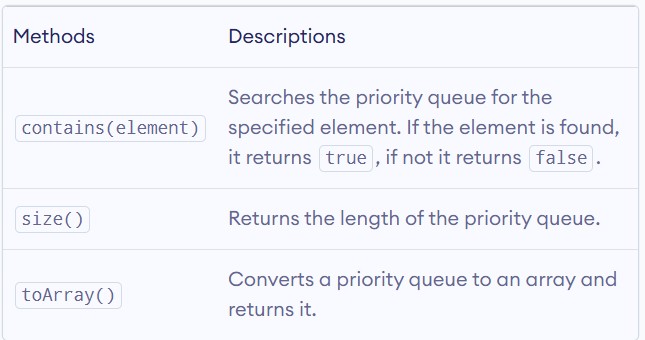 Methods Descriptions
Searches the priority queue for the
contains(element) specified element. If the element is found,
it returns true, if not it returns false.
size() Returns the length of the priority queue.
Converts a priority queue to an array and
toArray() returns it.